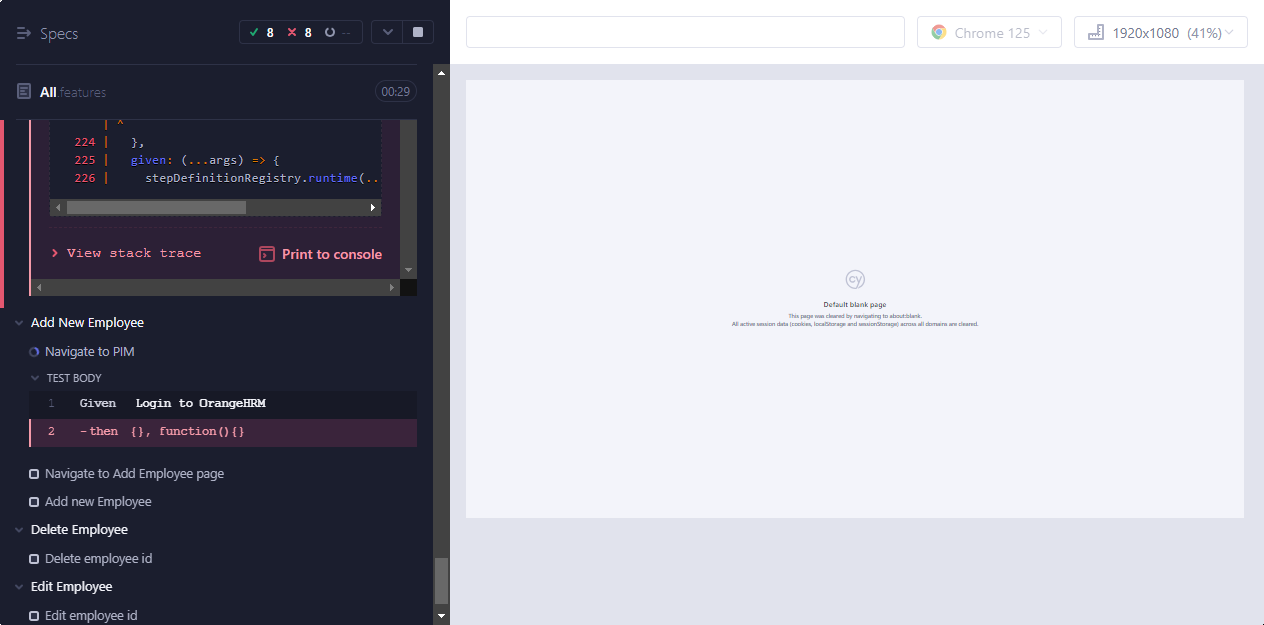 Specs
8 8 --
All.features
00:29
| ^
224 | },
225 | given: (...args) => {
226 | stepDefinitionRegistry.runtime(..
View stack trace
Print to console
Add New Employee
Navigate to PIM
TEST BODY
1 Given Login to OrangeHRM
2 -then {}, function(){}
Navigate to Add Employee page
Add new Employee
Delete Employee
Delete employee id
Edit Employee
Edit employee id
Chrome 125
1920x1080 (41%)
cy
Default blank page
This page was cleared by navigating to about:blank.
All active session data (cookies, localStorage and sessionStorage) across all domains are cleared.